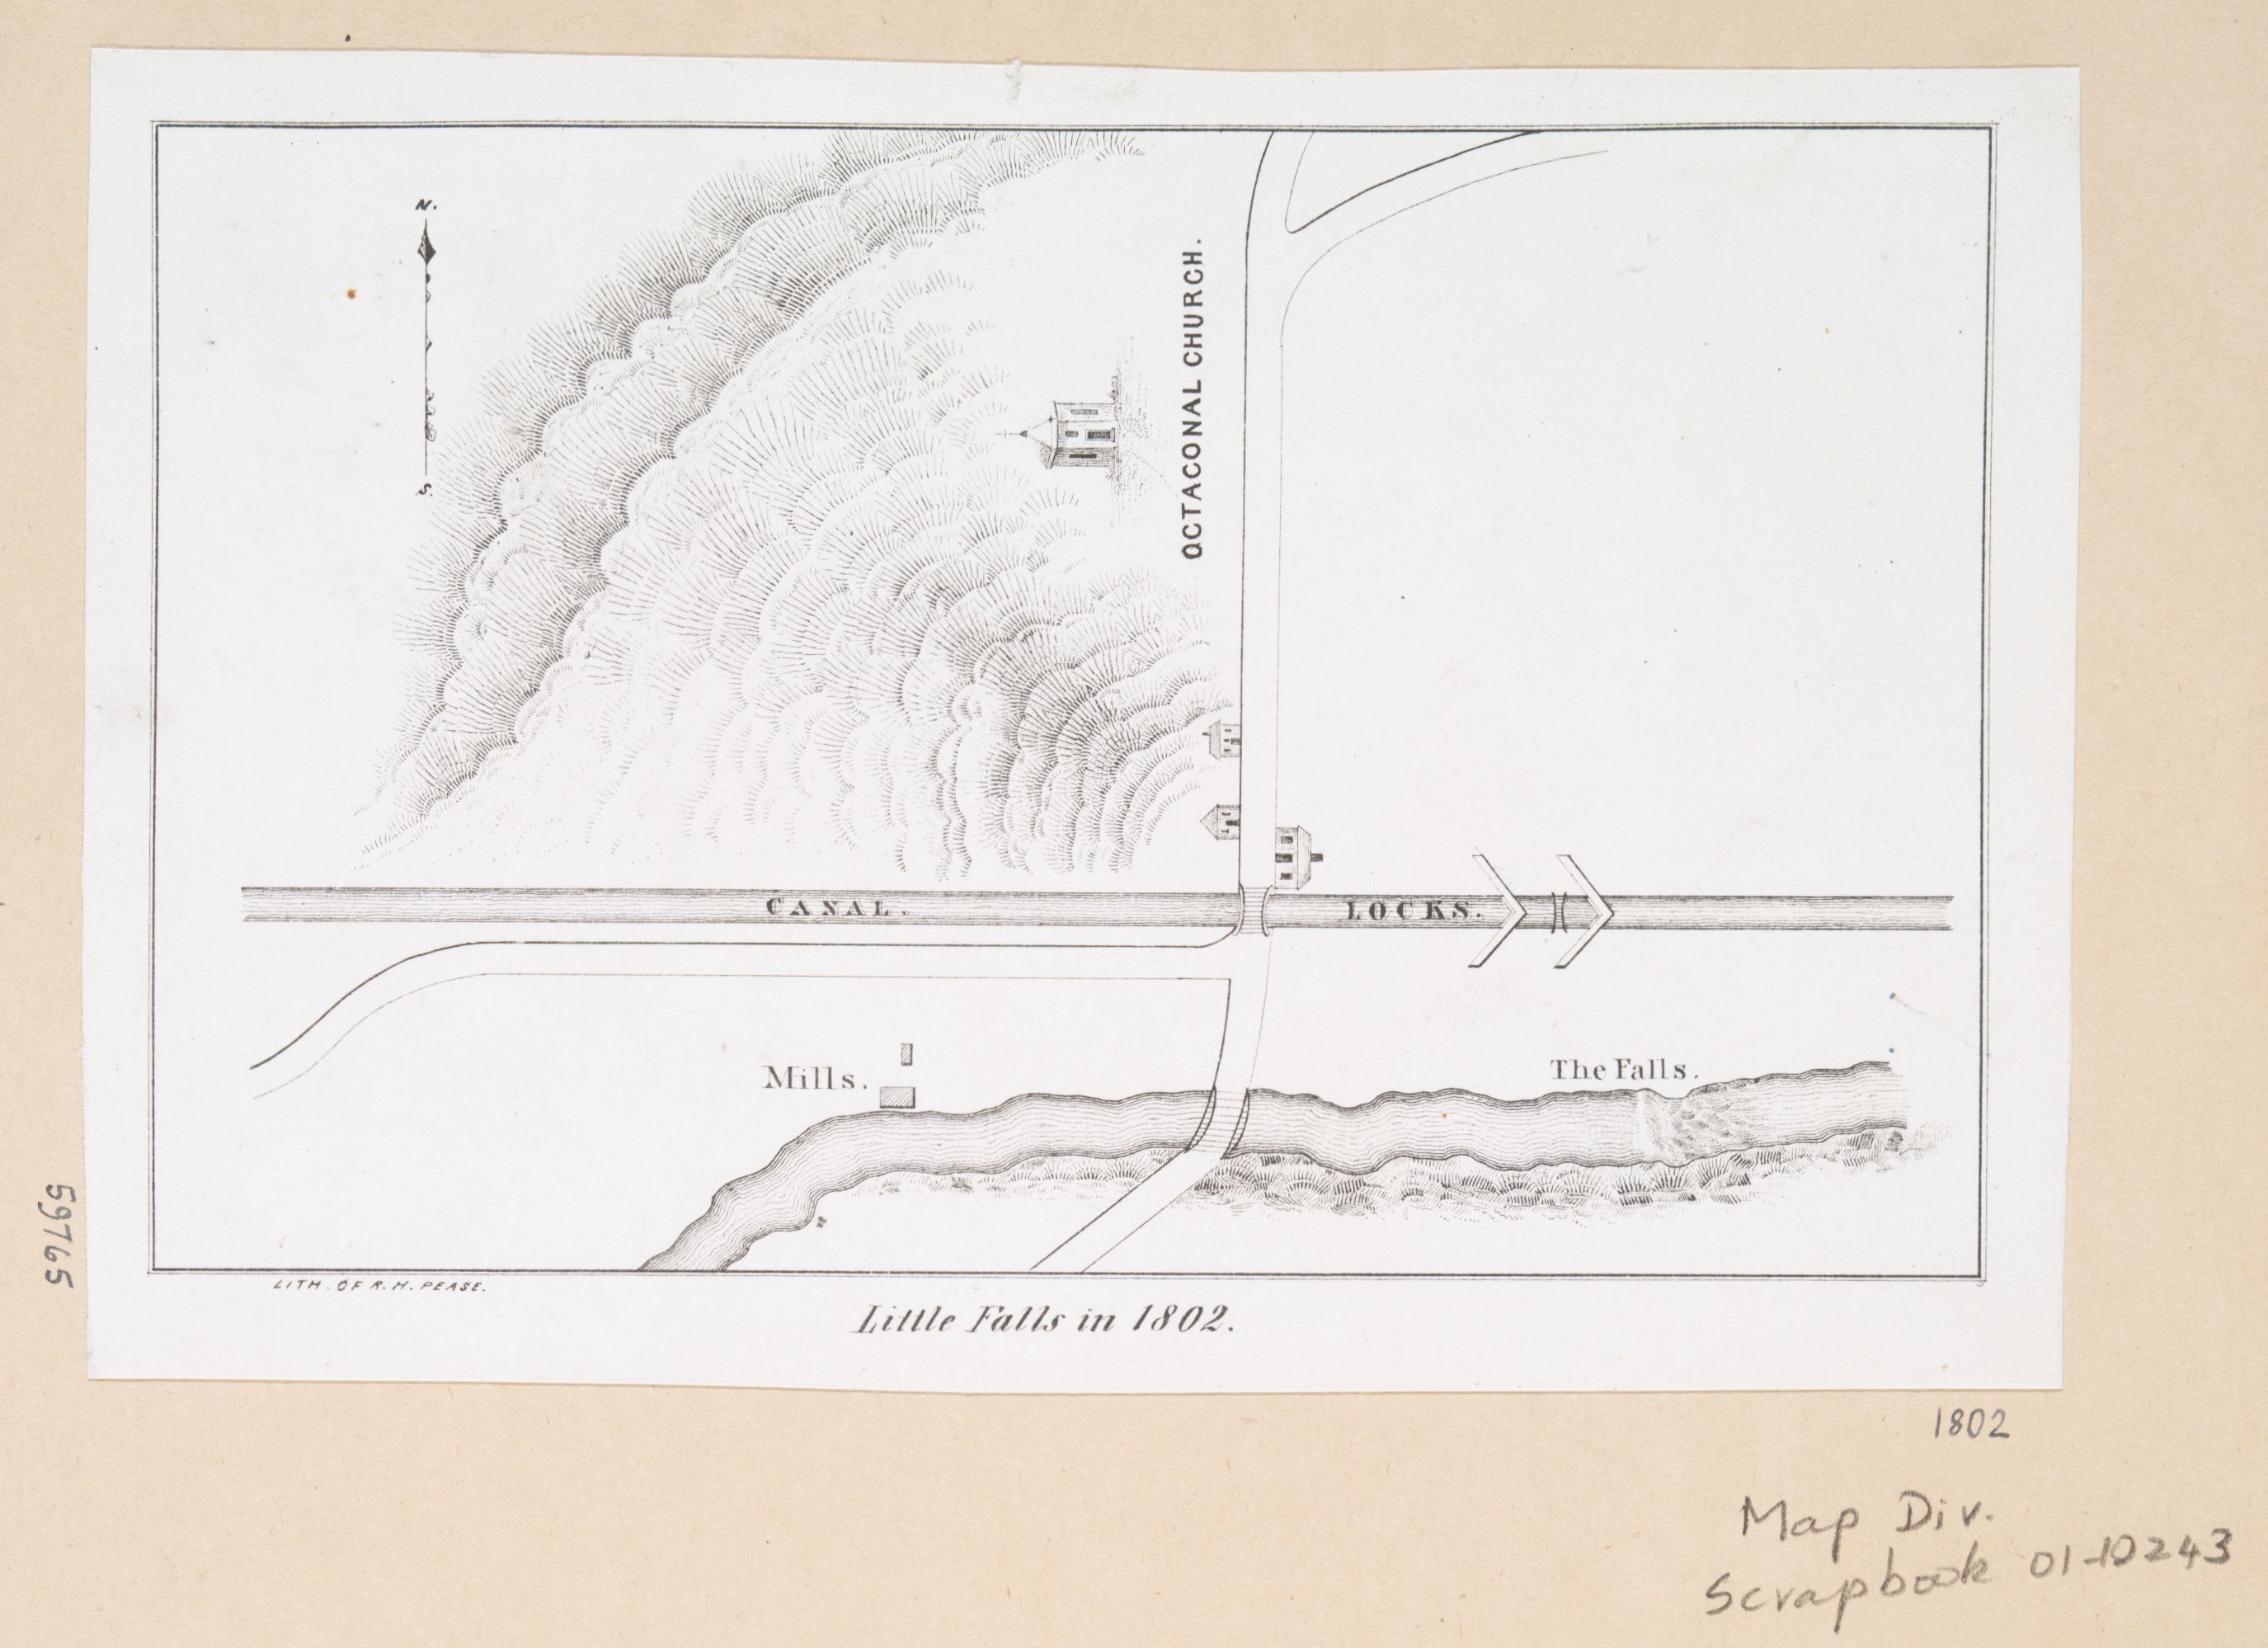 N.
S.
OCTAGONAL CHURCH.
CANAL.
LOCKS.
Mills.
The Falls.
LITH. OF R. H. PEASE.
Little Falls in 1802.
59765
1802
Map Div.
Scrapbook 01-10243